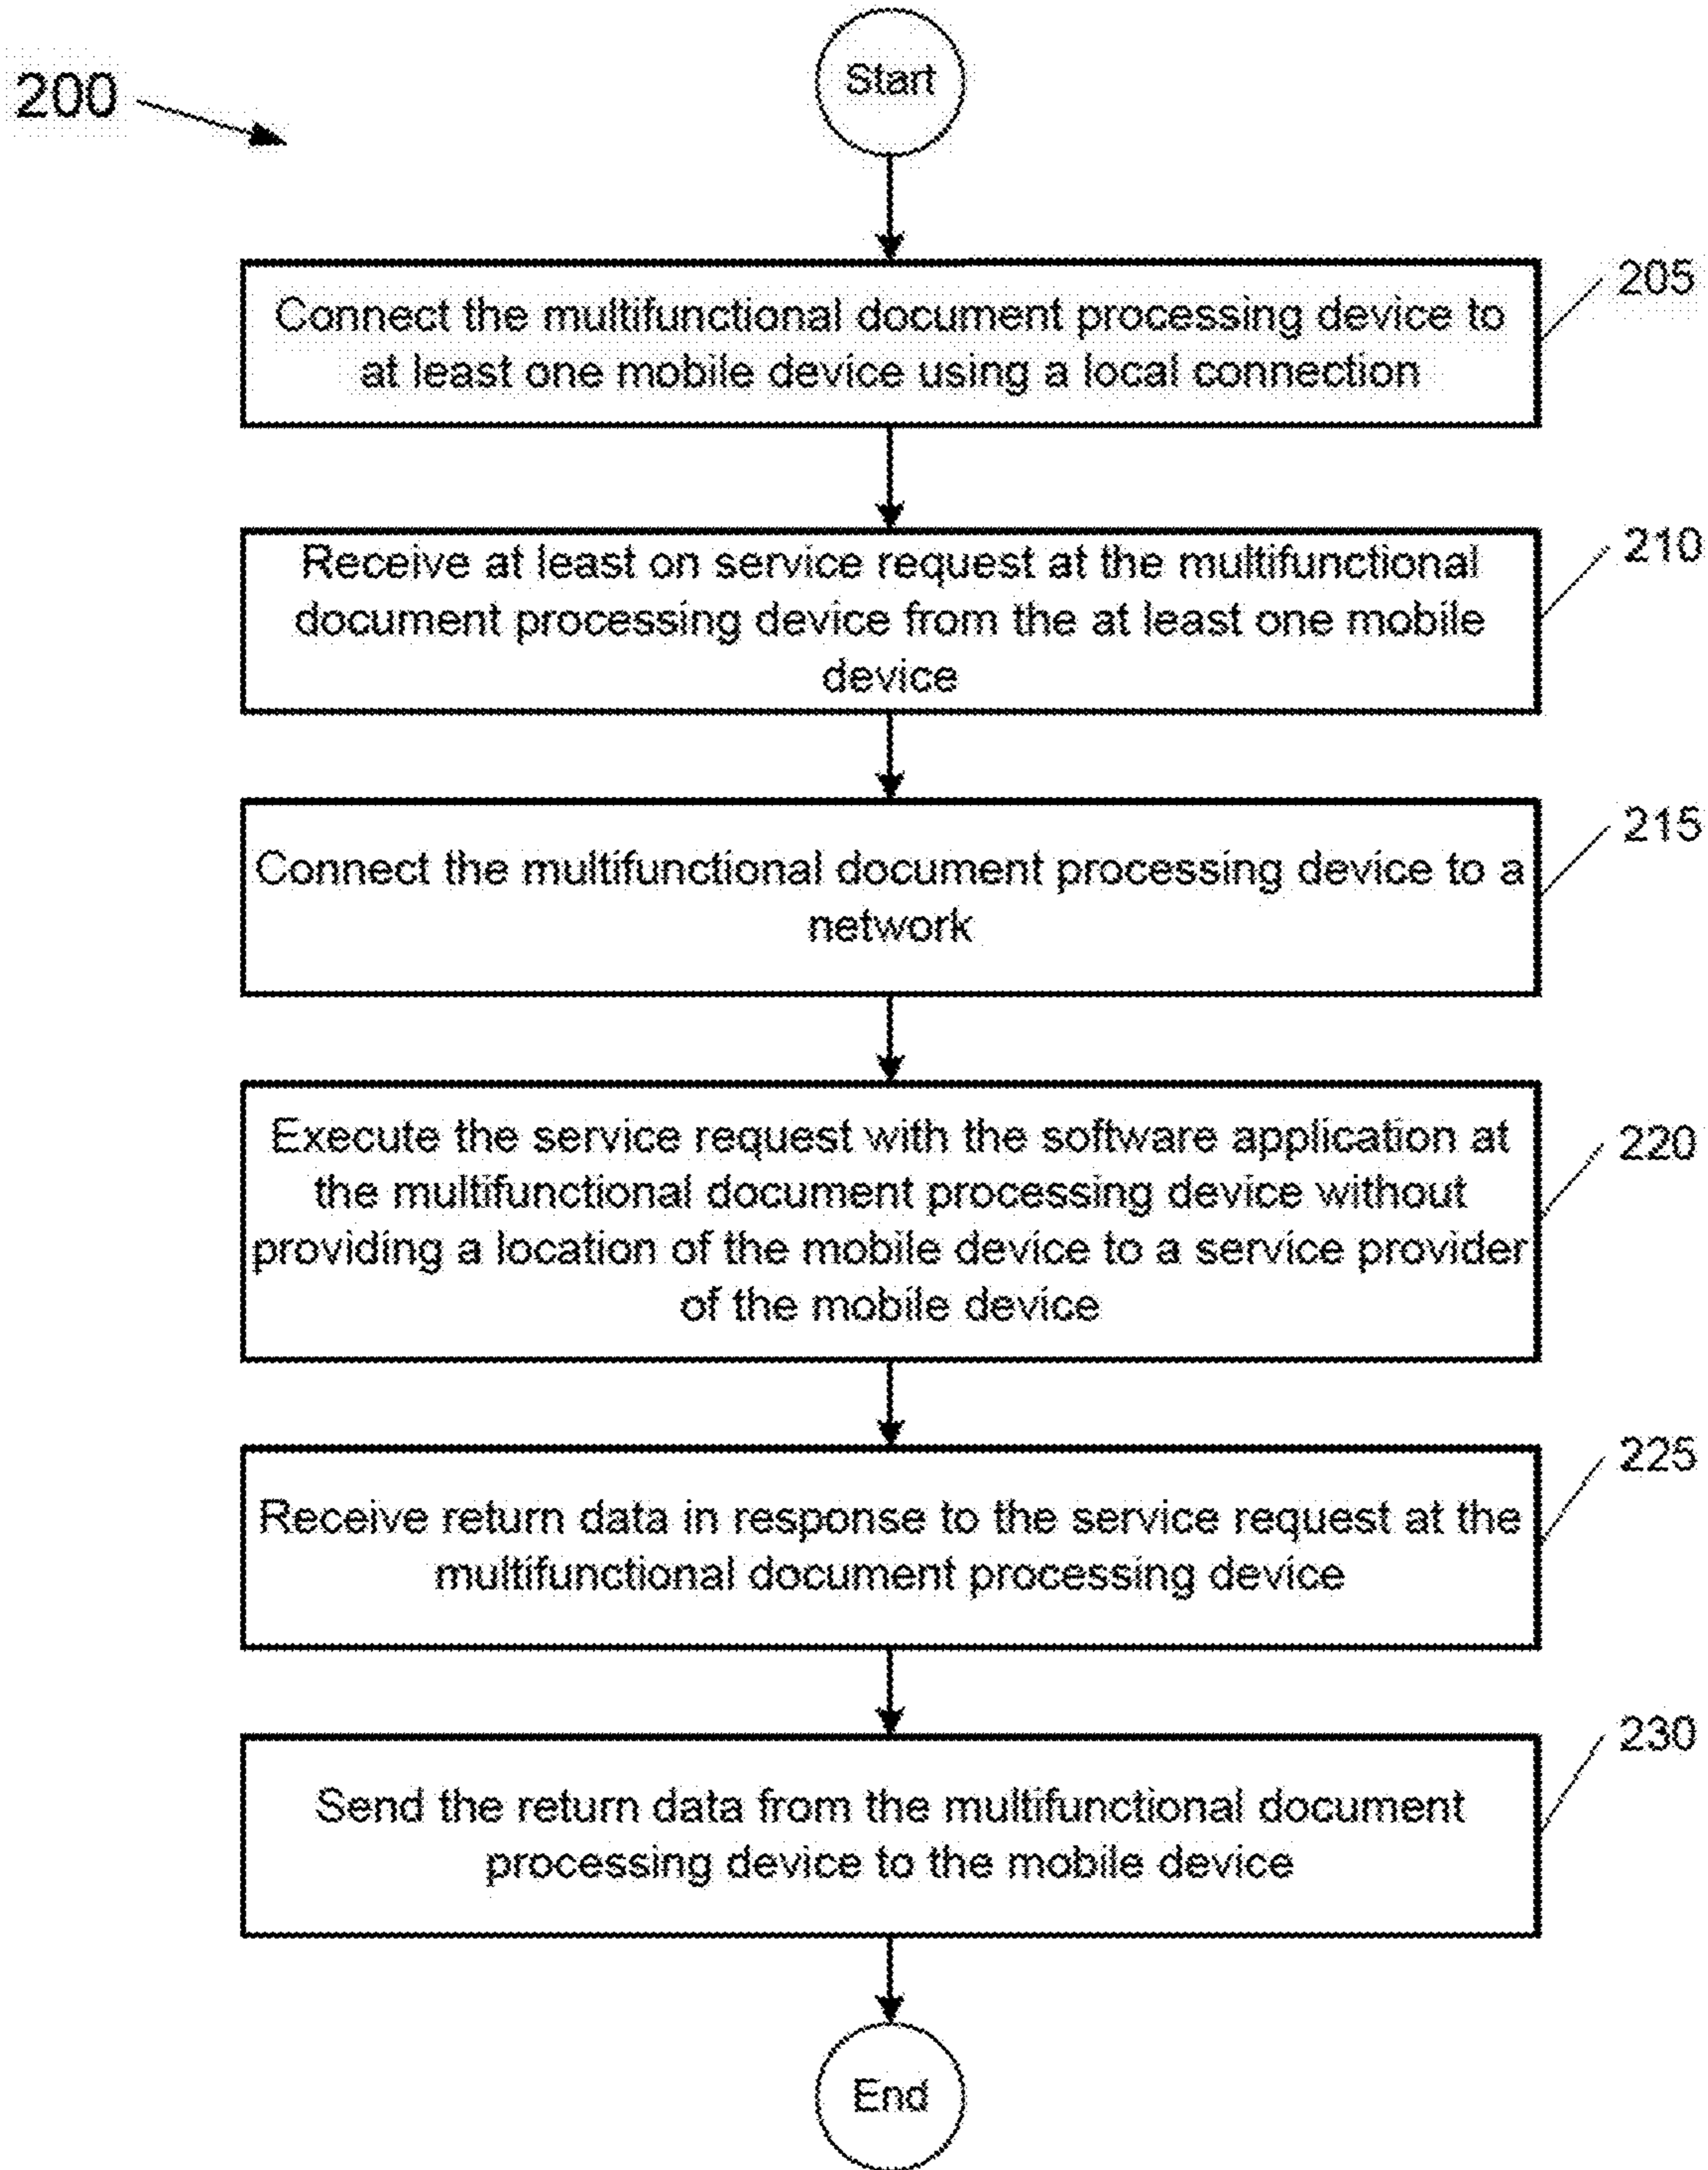 200
Start
Connect the multifunctional document processing device to
at least one mobile device using a local connection
205
Receive at least on service request at the multifunctional
document processing device from the at least one mobile
device
210
Connect the multifunctional document processing device to a
network
215
Execute the service request with the software application at
the multifunctional document processing device without
providing a location of the mobile device to a service provider
of the mobile device
220
Receive return data in response to the service request at the
multifunctional document processing device
225
Send the return data from the multifunctional document
processing device to the mobile device
230
End